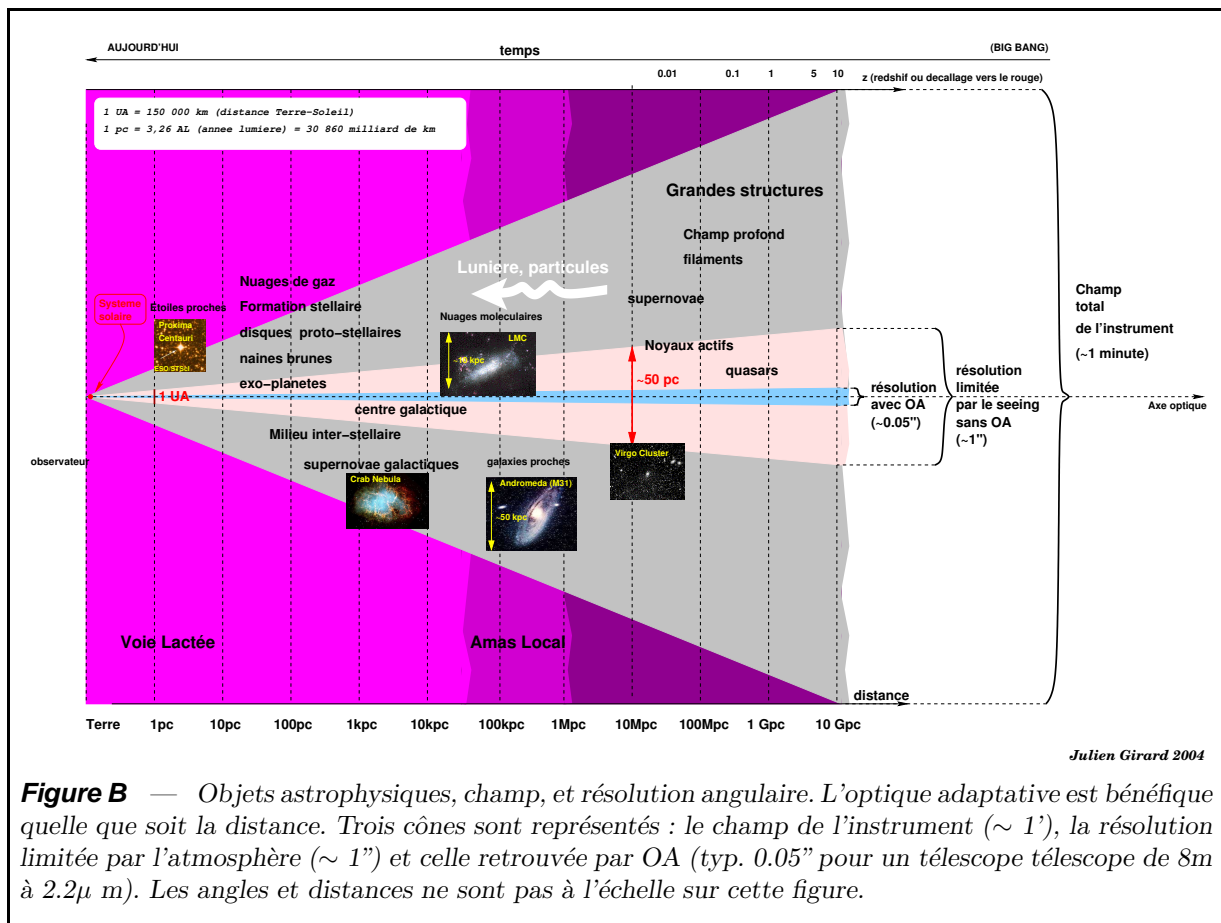 AUJOURD'HUI
temps
(BIG BANG)
0.01 0.1 1 5 10 z (redshif ou decallage vers le rouge)
1 UA = 150 000 km (distance Terre-Soleil)
1 pc = 3,26 AL (annee lumiere) = 30 860 milliard de km
Grandes structures
Champ profond
filaments
Lunière, particules
supernovae
Noyaux actifs
quasars
Nuages de gaz
Formation stellaire
disques proto-stellaires
naines brunes
exo-planetes
Systeme
solaire
Etoiles proches
Proxima
Centauri
ESO/STScI
1 UA
Nuages moleculaires
LMC
~10 kpc
~50 pc
centre galactique
Milieu inter-stellaire
supernovae galactiques
Crab Nebula
galaxies proches
Andromeda (M31)
~50 kpc
Virgo Cluster
observateur
résolution
avec OA
(~0.05")
résolution
limitée
par le seeing
sans OA
(~1")
Champ
total
de l'instrument
(~1 minute)
Axe optique
Voie Lactée
Amas Local
distance
Terre 1pc 10pc 100pc 1kpc 10kpc 100kpc 1Mpc 10Mpc 100Mpc 1 Gpc 10 Gpc
Julien Girard 2004
Figure B — Objets astrophysiques, champ, et résolution angulaire. L'optique adaptative est bénéfique
quelle que soit la distance. Trois cônes sont représentés : le champ de l'instrument (∼ 1'), la résolution
limitée par l'atmosphère (∼ 1") et celle retrouvée par OA (typ. 0.05" pour un télescope télescope de 8m
à 2.2μ m). Les angles et distances ne sont pas à l'échelle sur cette figure.